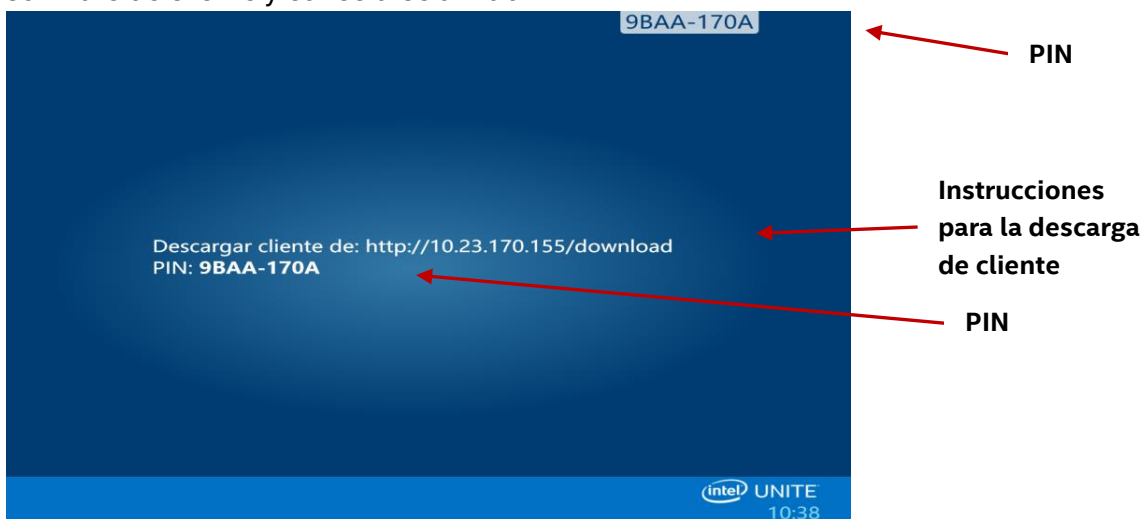 9BAA-170A
PIN
Instrucciones
para la descarga
de cliente
Descargar cliente de: http://10.23.170.155/download
PIN: 9BAA-170A
PIN
intel UNITE
10:38